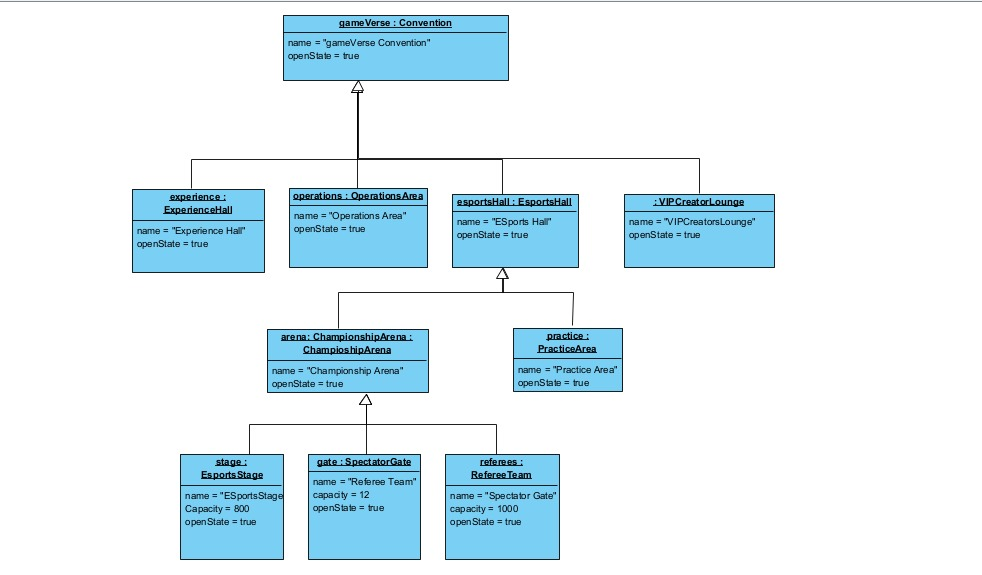 gameVerse : Convention
name = "gameVerse Convention"
openState = true
experience :
ExperienceHall
name = "Experience Hall"
openState = true
operations : OperationsArea
name = "Operations Area"
openState = true
esportsHall : EsportsHall
name = "ESports Hall"
openState = true
: VIPCreatorLounge
name = "VIPCreatorsLounge"
openState = true
arena: ChampionshipArena :
ChampioshipArena
name = "Championship Arena"
openState = true
practice :
PracticeArea
name = "Practice Area"
openState = true
stage :
EsportsStage
name = "ESportsStage
Capacity = 800
openState = true
gate : SpectatorGate
name = "Referee Team"
capacity = 12
openState = true
referees :
RefereeTeam
name = "Spectator Gate"
capacity = 1000
openState = true